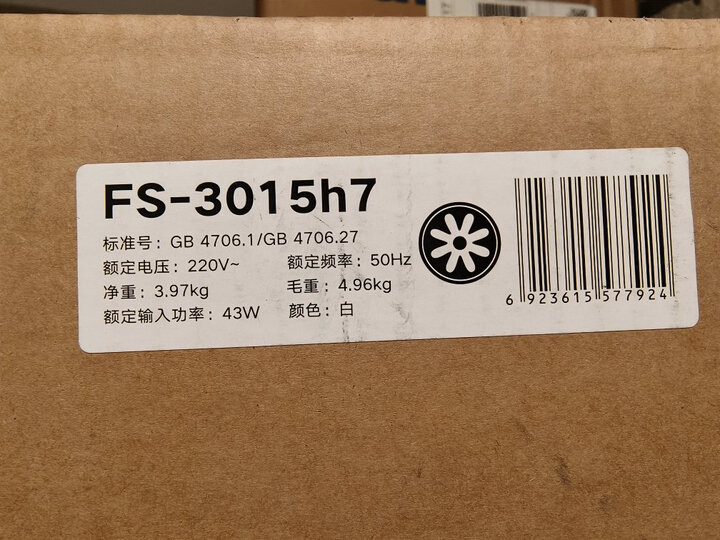 FS-3015h7
标准号: GB 4706.1/GB 4706.27
额定电压: 220V~ 额定频率: 50Hz
净重: 3.97kg 毛重: 4.96kg
额定输入功率: 43W 颜色: 白
6 923615 577924